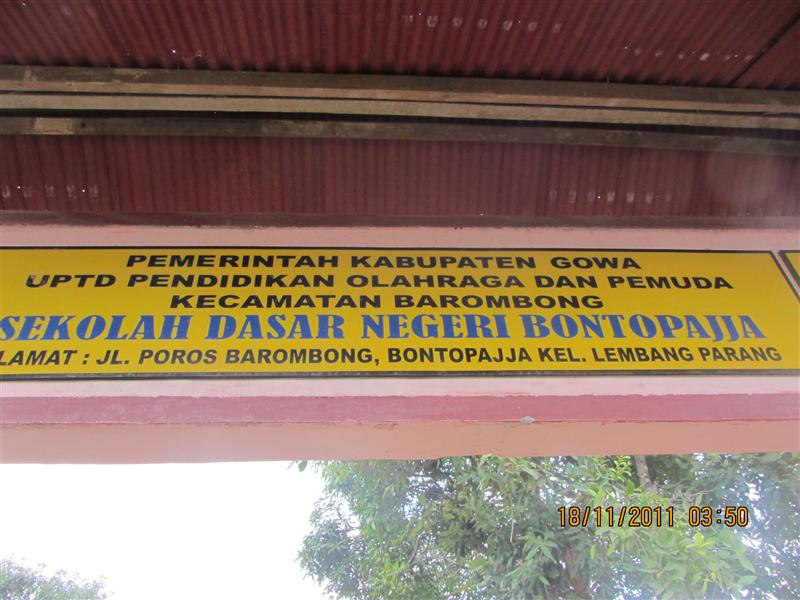 PEMERINTAH KABUPATEN GOWA
UPTD PENDIDIKAN OLAHRAGA DAN PEMUDA
KECAMATAN BAROMBONG
SEKOLAH DASAR NEGERI BONTOPAJJA
LAMAT : JL. POROS BAROMBONG, BONTOPAJJA KEL. LEMBANG PARANG
18/11/2011 03:50